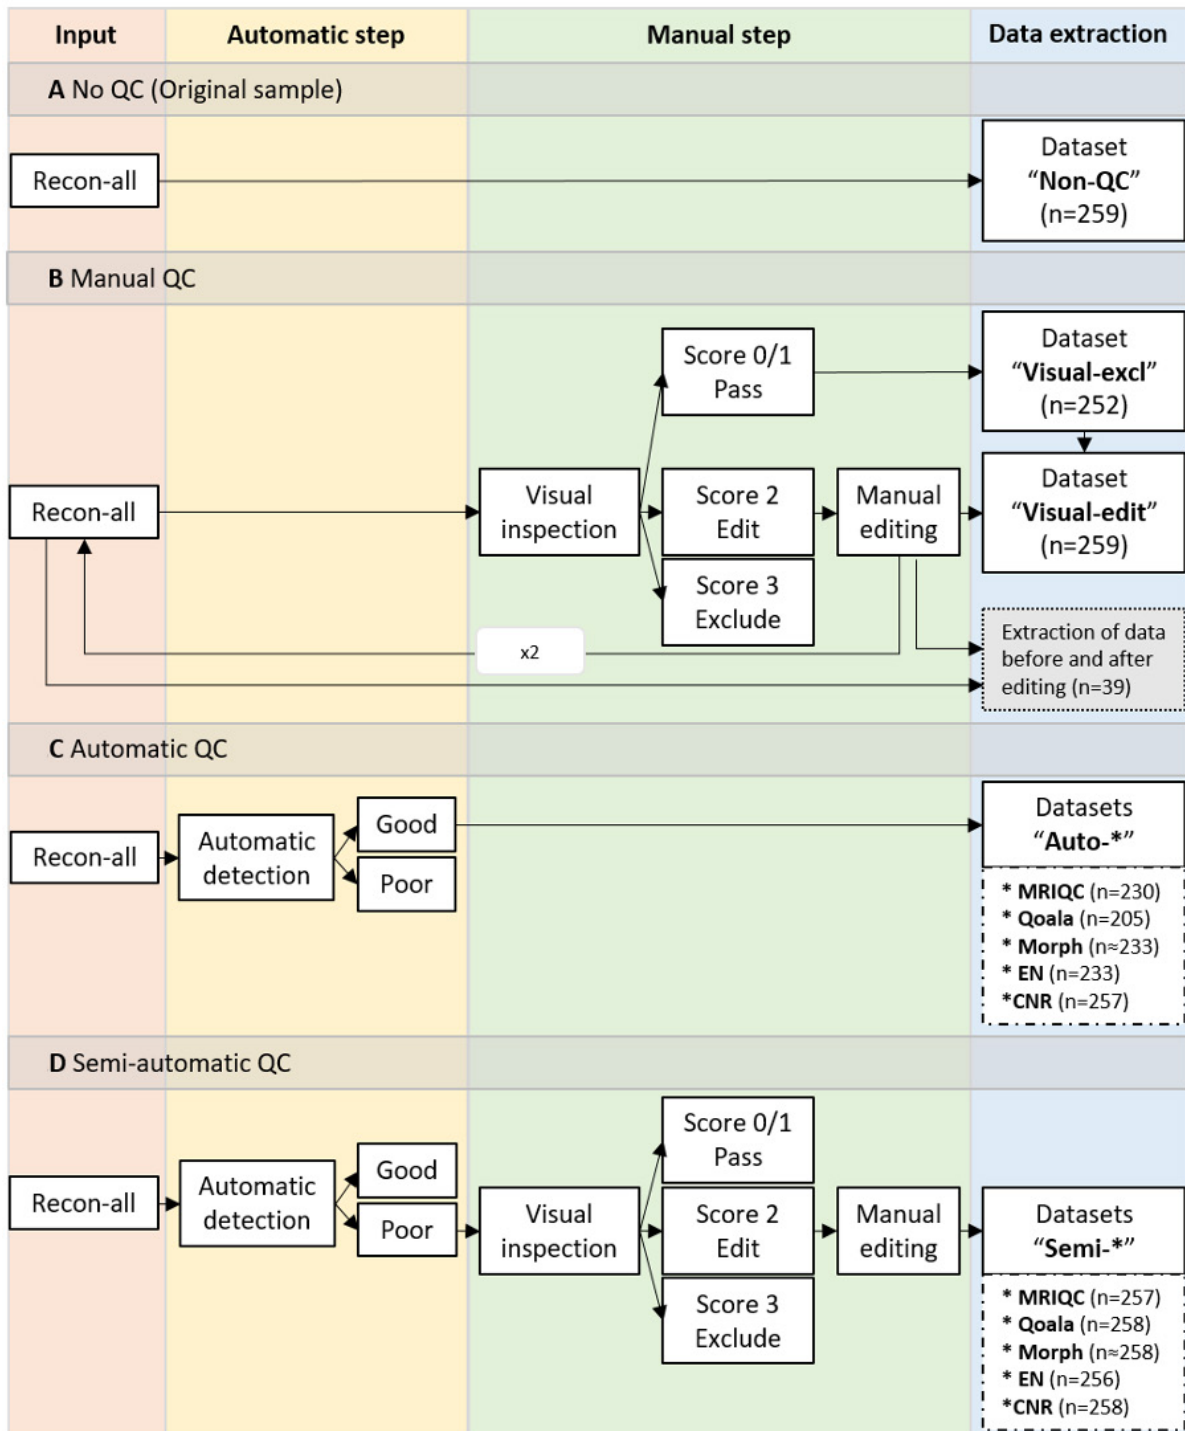 Input
Automatic step
Manual step
Data extraction
A No QC (Original sample)
Recon-all
Dataset
“Non-QC”
(n=259)
B Manual QC
Recon-all
Visual
inspection
Score 0/1
Pass
Score 2
Edit
Score 3
Exclude
Manual
editing
x2
Dataset
“Visual-excl”
(n=252)
Dataset
“Visual-edit”
(n=259)
Extraction of data
before and after
editing (n=39)
C Automatic QC
Recon-all
Automatic
detection
Good
Poor
Datasets
“Auto-*”
* MRIQC (n=230)
* Qoala (n=205)
* Morph (n≈233)
* EN (n=233)
*CNR (n=257)
D Semi-automatic QC
Recon-all
Automatic
detection
Good
Poor
Visual
inspection
Score 0/1
Pass
Score 2
Edit
Score 3
Exclude
Manual
editing
Datasets
“Semi-*”
* MRIQC (n=257)
* Qoala (n=258)
* Morph (n≈258)
* EN (n=256)
*CNR (n=258)